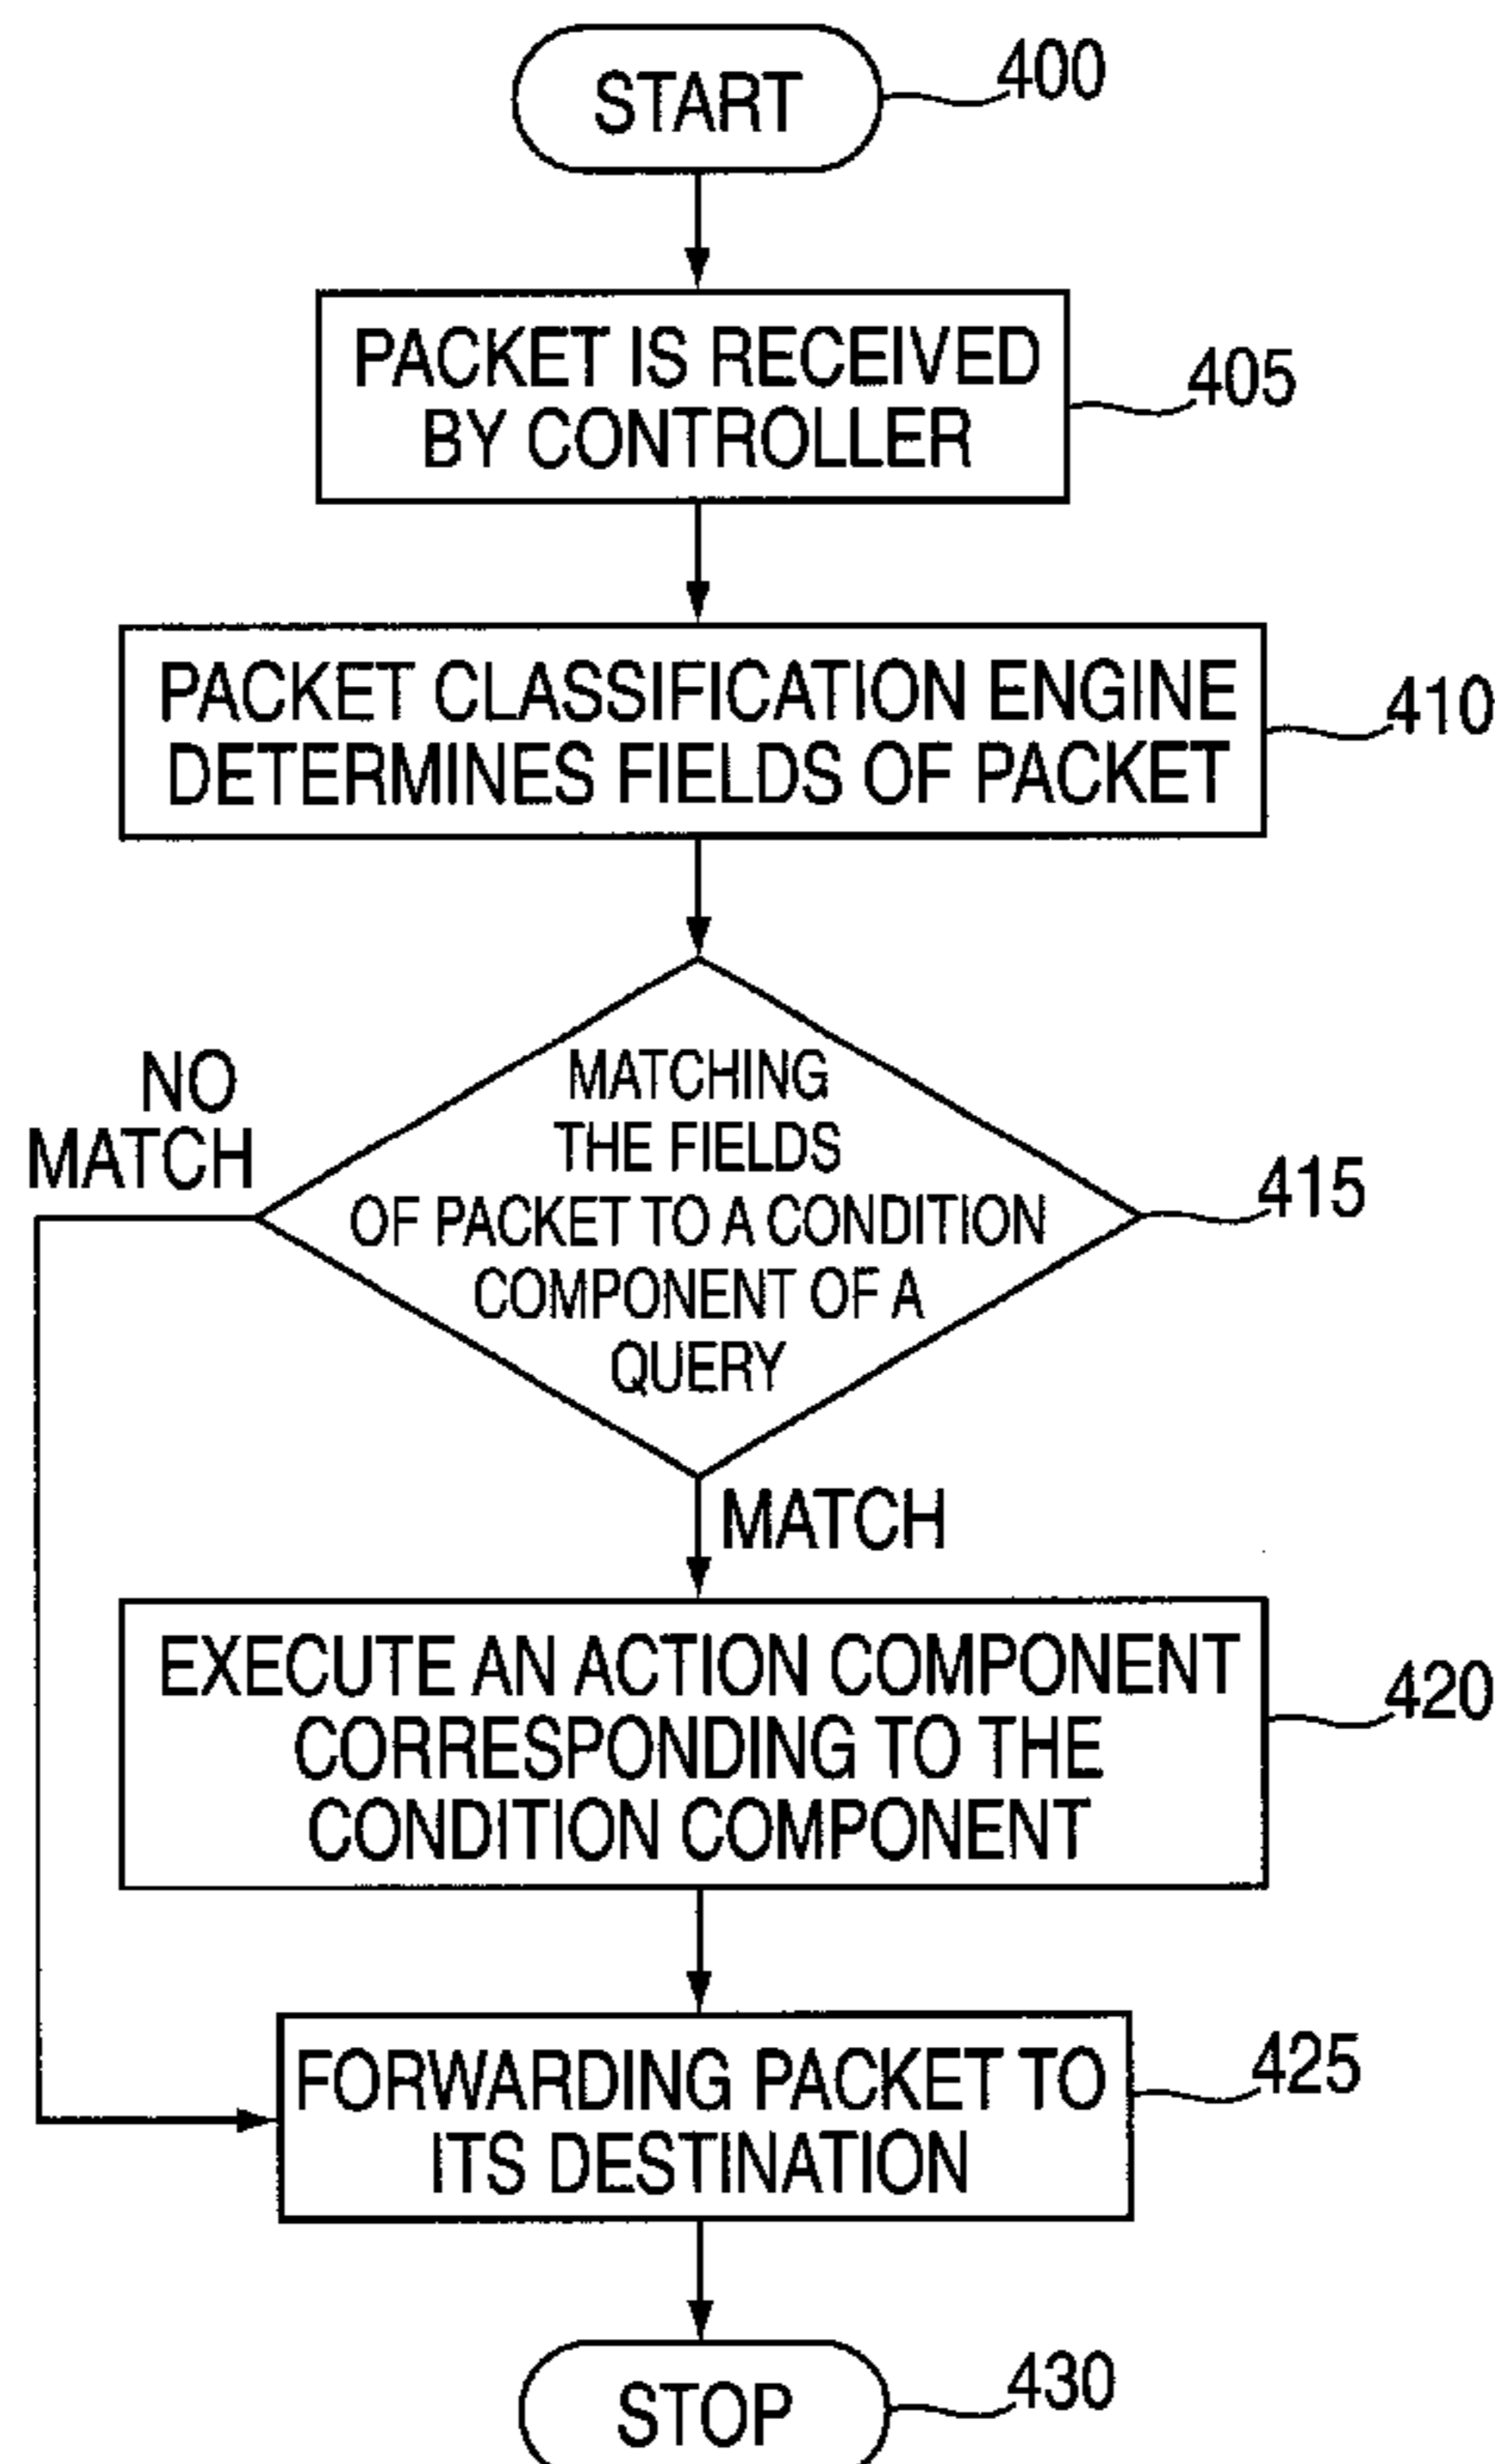 START
400
PACKET IS RECEIVED
BY CONTROLLER
405
PACKET CLASSIFICATION ENGINE
DETERMINES FIELDS OF PACKET
410
NO
MATCH
MATCHING
THE FIELDS
OF PACKET TO A CONDITION
COMPONENT OF A
QUERY
415
MATCH
EXECUTE AN ACTION COMPONENT
CORRESPONDING TO THE
CONDITION COMPONENT
420
FORWARDING PACKET TO
ITS DESTINATION
425
STOP
430